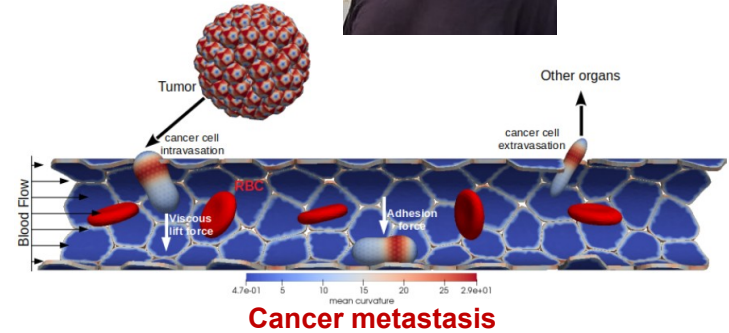 Tumor
Other organs
cancer cell
intravasation
cancer cell
extravasation
RBC
Blood Flow
Viscous
lift force
Adhesion
force
4.7e-01 5 10 15 20 25 2.9e+01
mean curvature
Cancer metastasis